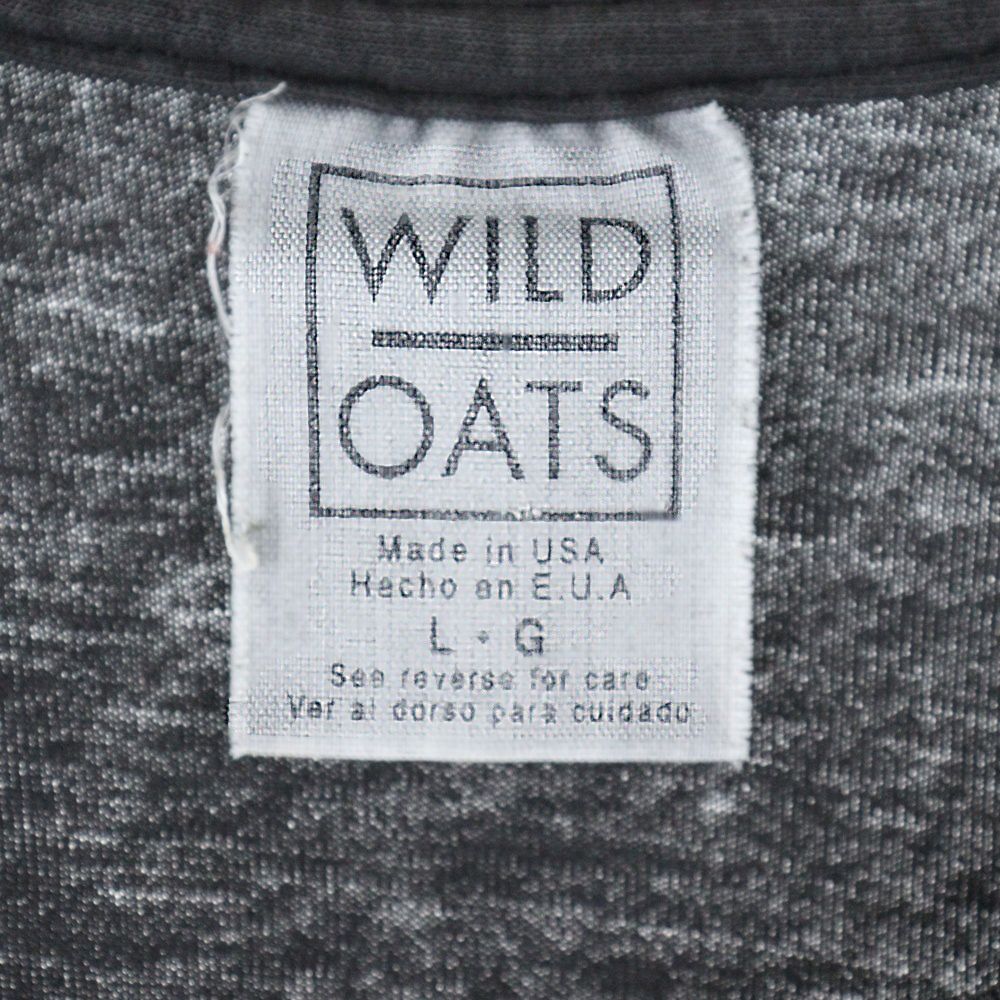 WILD
OATS
Made in USA
Hecho en E.U.A
L • G
See reverse for care
Ver al dorso para cuidado